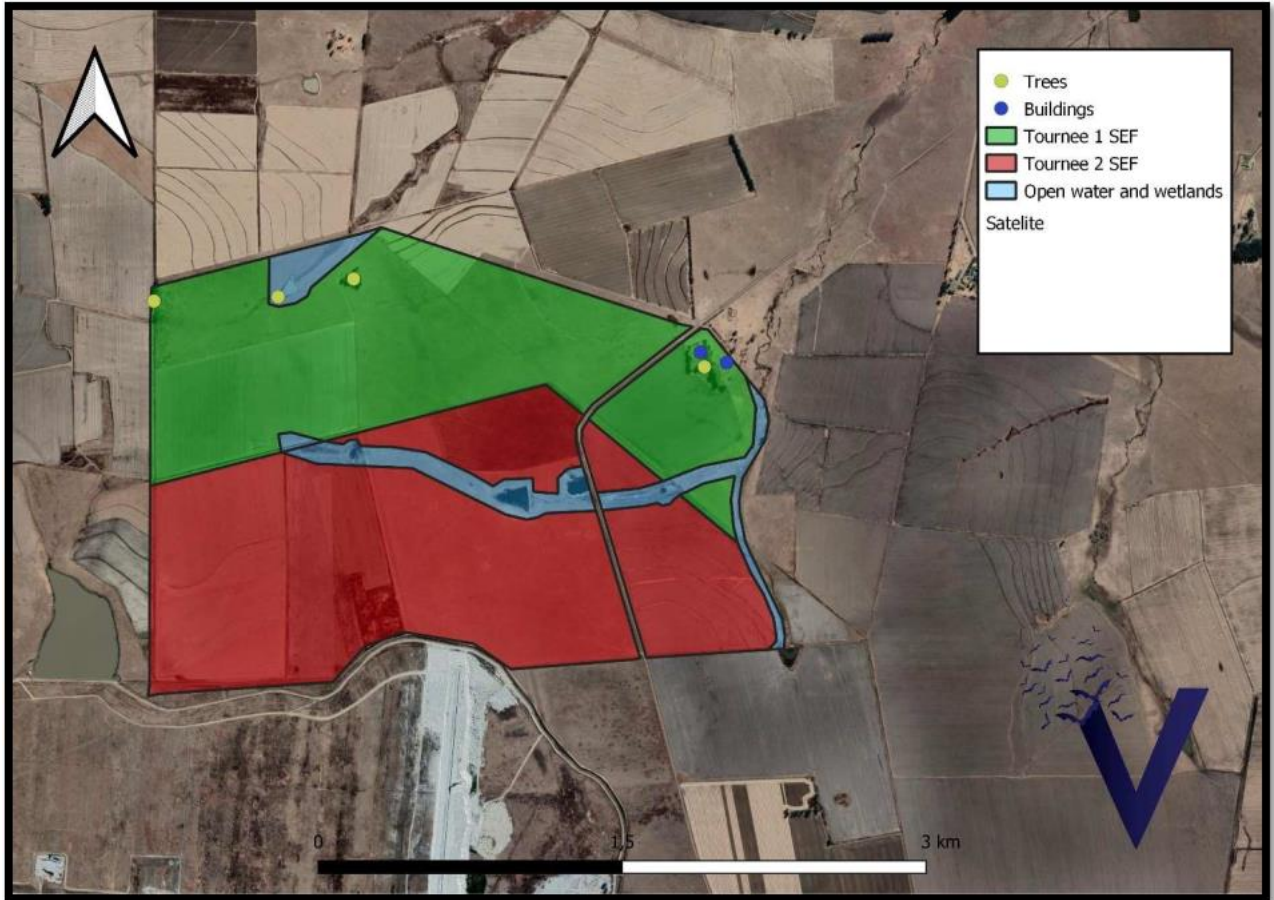 Trees
Buildings
Tournee 1 SEF
Tournee 2 SEF
Open water and wetlands
Satelite
0 1,5 3 km